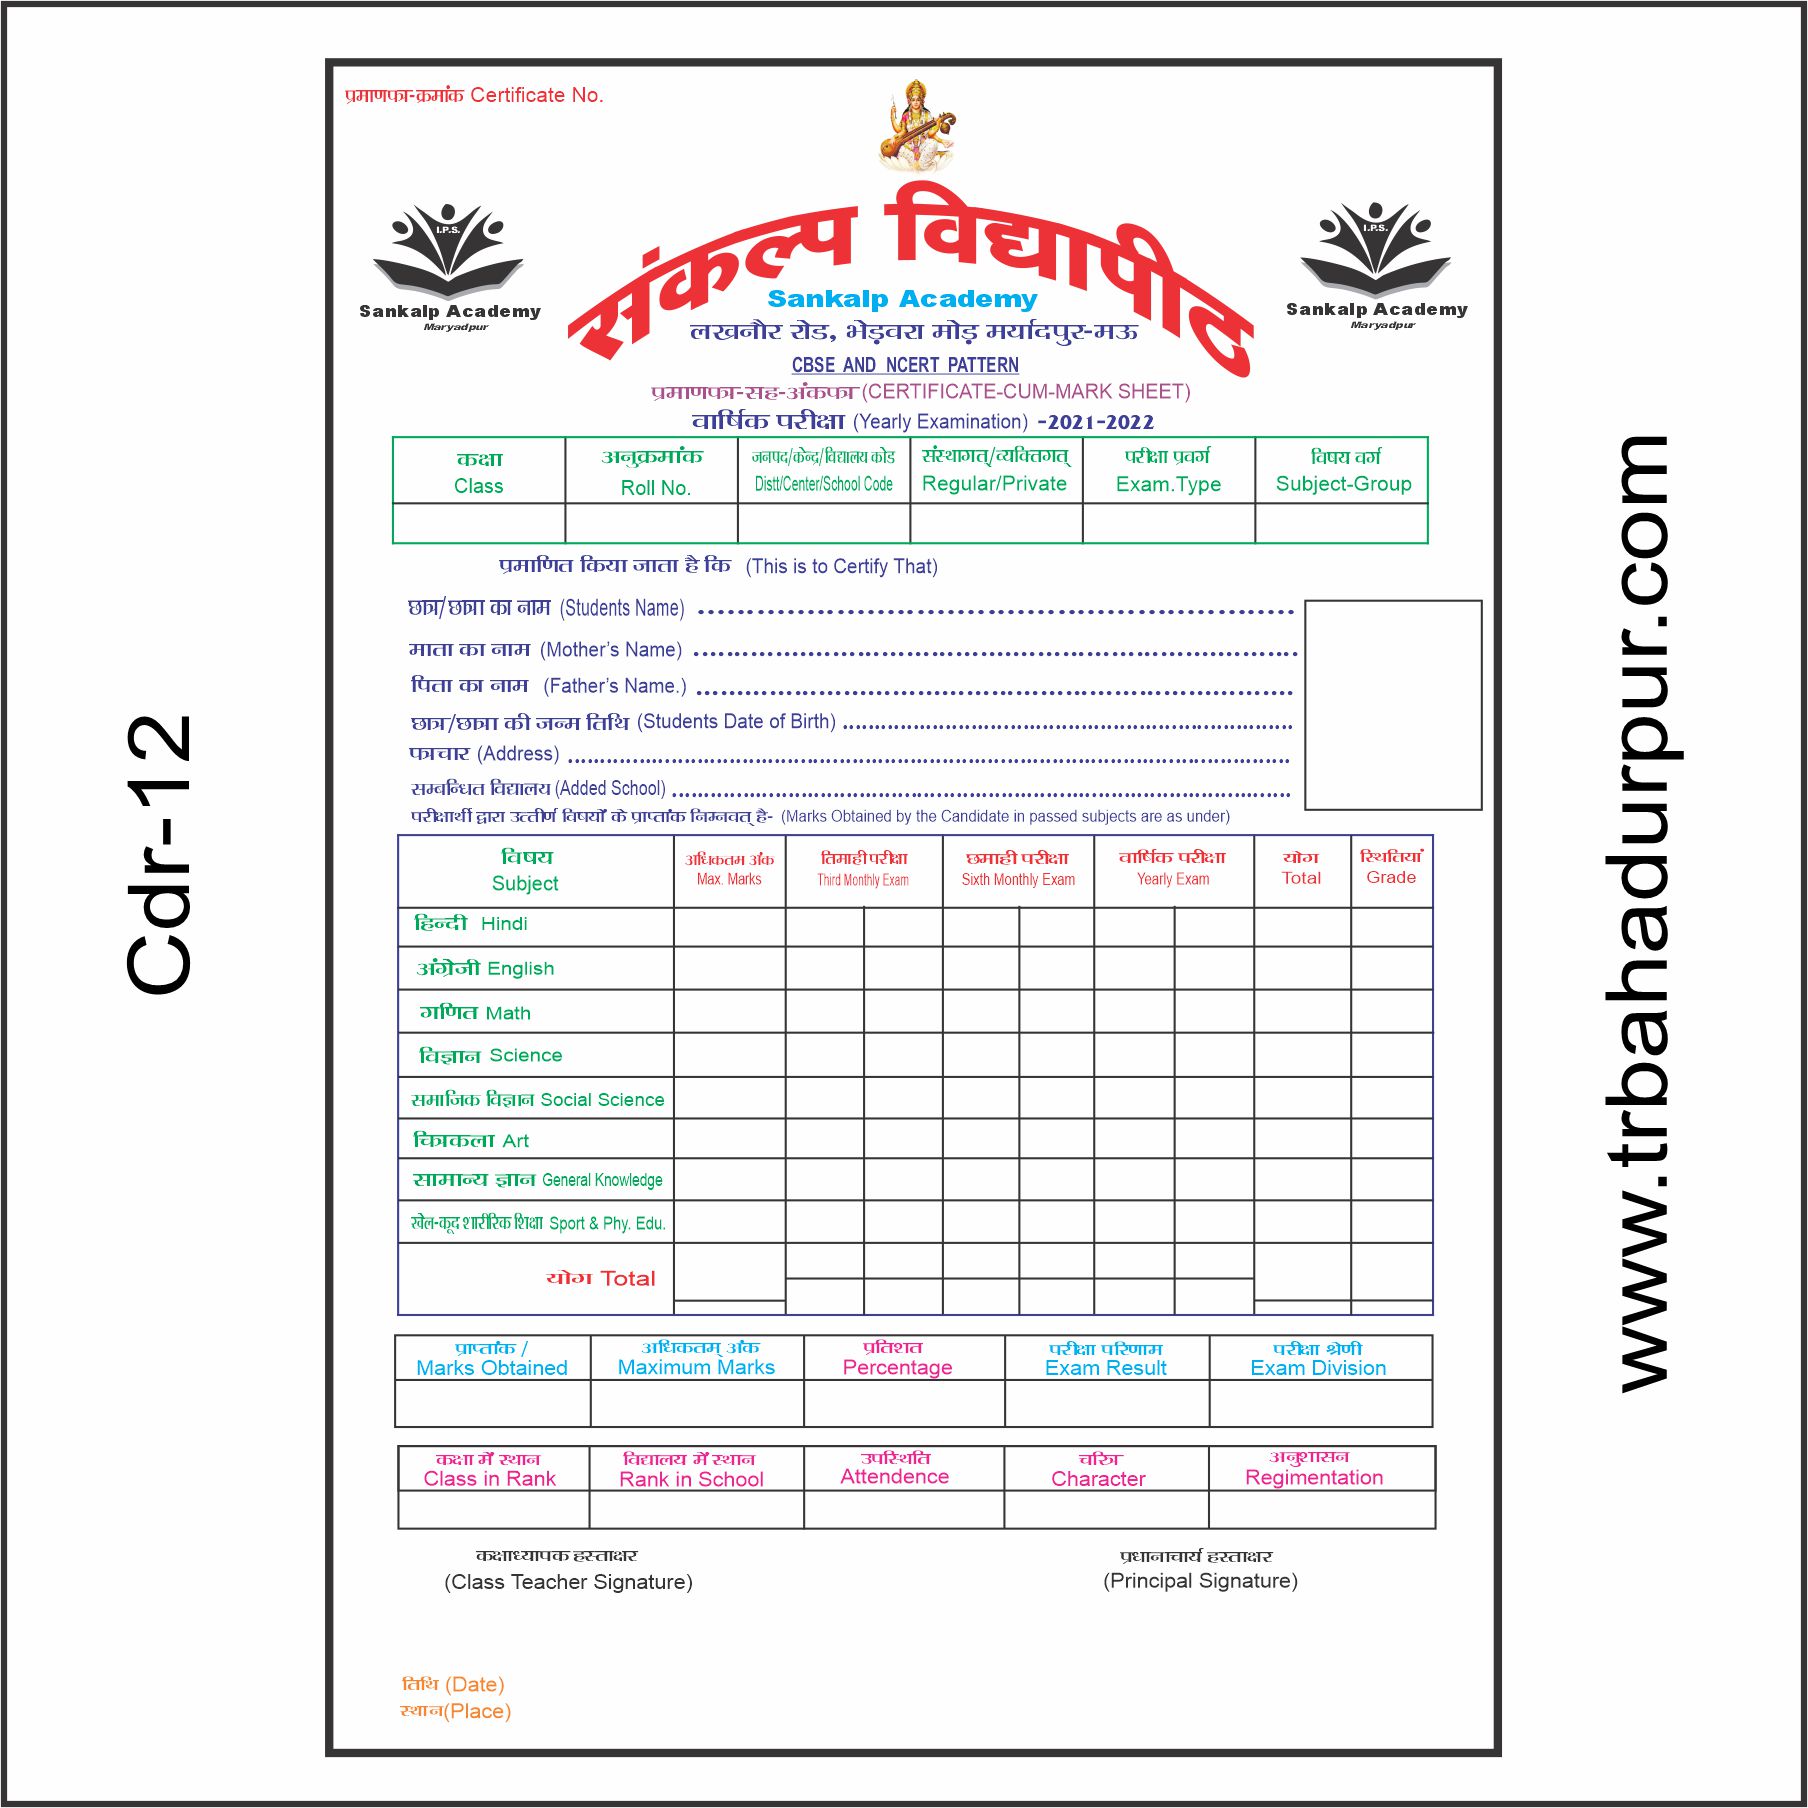 प्रमाणफा-क्रमांक Certificate No.
I.P.S.
Sankalp Academy
Maryadpur
संकल्प विद्यापीठ
I.P.S.
Sankalp Academy
Maryadpur
Sankalp Academy
लखनौर रोड, भेड़वरा मोड़ मर्यादपुर-मऊ
CBSE AND NCERT PATTERN
प्रमाणफा-सह-अंकफा (CERTIFICATE-CUM-MARK SHEET)
वार्षिक परीक्षा (Yearly Examination) -2021-2022
कक्षा अनुक्रमांक जनपद/केन्द्र/विद्यालय कोड संस्थागत्/व्यक्तिगत् परीक्षा प्रवर्ग विषय वर्ग
Class Roll No. Distt/Center/School Code Regular/Private Exam.Type Subject-Group
प्रमाणित किया जाता है कि (This is to Certify That)
छात्र/छात्रा का नाम (Students Name)
माता का नाम (Mother's Name)
पिता का नाम (Father's Name.)
छात्र/छात्रा की जन्म तिथि (Students Date of Birth)
फाचार (Address)
सम्बन्धित विद्यालय (Added School)
परीक्षार्थी द्वारा उत्तीर्ण विषयों के प्राप्तांक निम्नवत् है- (Marks Obtained by the Candidate in passed subjects are as under)
विषय अधिकतम अंक तिमाही परीक्षा छमाही परीक्षा वार्षिक परीक्षा योग स्थितियां
Subject Max. Marks Third Monthly Exam Sixth Monthly Exam Yearly Exam Total Grade
हिन्दी Hindi
अंग्रेजी English
गणित Math
विज्ञान Science
समाजिक विज्ञान Social Science
चित्रकला Art
सामान्य ज्ञान General Knowledge
खेल-कूद शारीरिक शिक्षा Sport & Phy. Edu.
योग Total
प्राप्तांक / अधिकतम् अंक प्रतिशत परीक्षा परिणाम परीक्षा श्रेणी
Marks Obtained Maximum Marks Percentage Exam Result Exam Division
कक्षा में स्थान विद्यालय में स्थान उपस्थिति चरित्र अनुशासन
Class in Rank Rank in School Attendence Character Regimentation
कक्षाध्यापक हस्ताक्षर प्रधानाचार्य हस्ताक्षर
(Class Teacher Signature) (Principal Signature)
तिथि (Date)
स्थान(Place)
Cdr-12
www.trbahadurpur.com